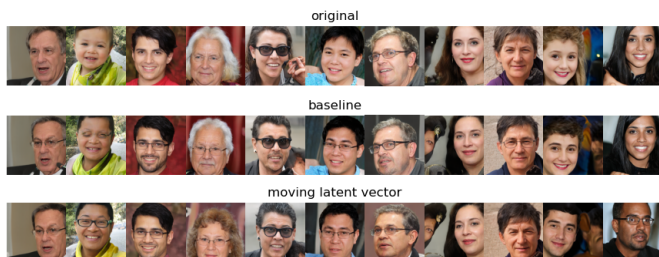 original
baseline
moving latent vector